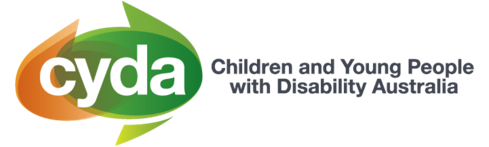 cyda
Children and Young People
with Disability Australia